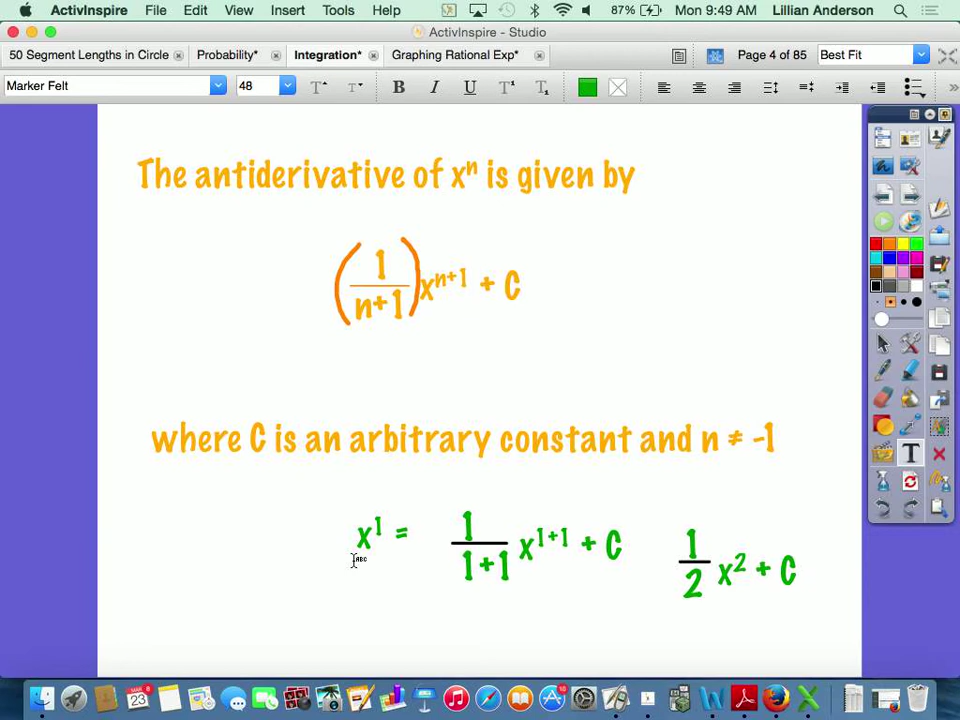 ActivInspire File Edit View Insert Tools Help 87% Mon 9:49 AM Lillian Anderson
ActivInspire - Studio
50 Segment Lengths in Circle Probability* Integration* Graphing Rational Exp* Page 4 of 85 Best Fit
Marker Felt 48 B I U
The antiderivative of xⁿ is given by
(1/n+1)xⁿ⁺¹ + C
where C is an arbitrary constant and n ≠ -1
x¹ = 1/1+1 x¹⁺¹ + C 1/2 x² + C